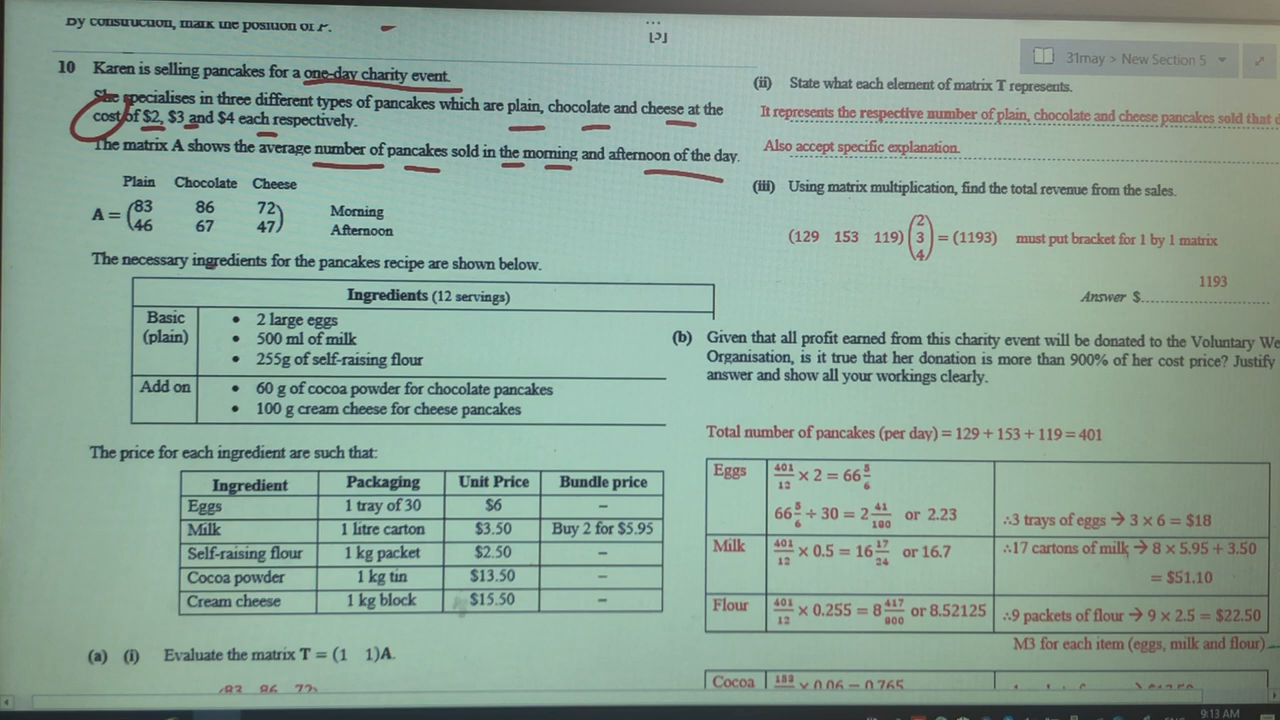 By construction, mark the position of P.
[5]
31may > New Section 5
10 Karen is selling pancakes for a one-day charity event.
She specialises in three different types of pancakes which are plain, chocolate and cheese at the
cost of $2, $3 and $4 each respectively.
The matrix A shows the average number of pancakes sold in the morning and afternoon of the day.
Plain Chocolate Cheese
A = (83 86 72) Morning
(46 67 47) Afternoon
The necessary ingredients for the pancakes recipe are shown below.
Ingredients (12 servings)
Basic (plain)
• 2 large eggs
• 500 ml of milk
• 255g of self-raising flour
Add on
• 60 g of cocoa powder for chocolate pancakes
• 100 g cream cheese for cheese pancakes
The price for each ingredient are such that:
Ingredient Packaging Unit Price Bundle price
Eggs 1 tray of 30 $6 –
Milk 1 litre carton $3.50 Buy 2 for $5.95
Self-raising flour 1 kg packet $2.50 –
Cocoa powder 1 kg tin $13.50 –
Cream cheese 1 kg block $15.50 –
(a) (i) Evaluate the matrix T = (1 1)A.
(83 86 72)
(ii) State what each element of matrix T represents.
It represents the respective number of plain, chocolate and cheese pancakes sold that
Also accept specific explanation.
(iii) Using matrix multiplication, find the total revenue from the sales.
(129 153 119) (2 3 4) = (1193) must put bracket for 1 by 1 matrix
1193
Answer $
(b) Given that all profit earned from this charity event will be donated to the Voluntary We
Organisation, is it true that her donation is more than 900% of her cost price? Justify
answer and show all your workings clearly.
Total number of pancakes (per day) = 129 + 153 + 119 = 401
Eggs 401/12 × 2 = 66 5/6
66 5/6 ÷ 30 = 2 41/180 or 2.23 ∴3 trays of eggs → 3 × 6 = $18
Milk 401/12 × 0.5 = 16 17/24 or 16.7 ∴17 cartons of milk → 8 × 5.95 + 3.50
= $51.10
Flour 401/12 × 0.255 = 8 417/800 or 8.52125 ∴9 packets of flour → 9 × 2.5 = $22.50
M3 for each item (eggs, milk and flour)
Cocoa 153 × 0.06 = 0.765
9:13 AM